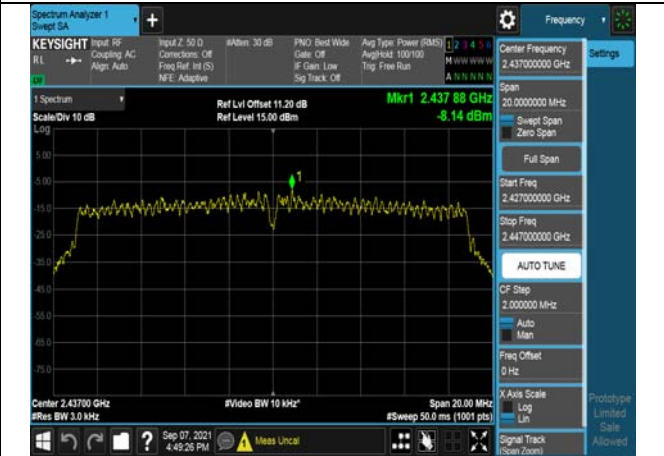 Spectrum Analyzer 1
Swept SA
+
Frequency
KEYSIGHT
RL
Input: RF
Coupling: AC
Align: Auto
Input Z: 50 Ω
Corrections: Off
Freq Ref: Int (S)
NFE: Adaptive
#Atten: 30 dB
PNO: Best Wide
Gate: Off
IF Gain: Low
Sig Track: Off
Avg Type: Power (RMS)
Avg|Hold: 100/100
Trig: Free Run
1 2 3 4 5 6
M W W W W W
A N N N N N
1 Spectrum
Scale/Div 10 dB
Log
Ref Lvl Offset 11.20 dB
Ref Level 15.00 dBm
Mkr1 2.437 88 GHz
-8.14 dBm
1
5.00
-5.00
-15.0
-25.0
-35.0
-45.0
-55.0
-65.0
-75.0
Center 2.43700 GHz
#Res BW 3.0 kHz
#Video BW 10 kHz*
Span 20.00 MHz
#Sweep 50.0 ms (1001 pts)
Center Frequency
2.437000000 GHz
Settings
Span
20.0000000 MHz
Swept Span
Zero Span
Full Span
Start Freq
2.427000000 GHz
Stop Freq
2.447000000 GHz
AUTO TUNE
CF Step
2.000000 MHz
Auto
Man
Freq Offset
0 Hz
X Axis Scale
Log
Lin
Signal Track
(Span Zoom)
Prototype
Limited
Sale
Allowed
?
Sep 07, 2021
4:49:26 PM
Meas Uncal